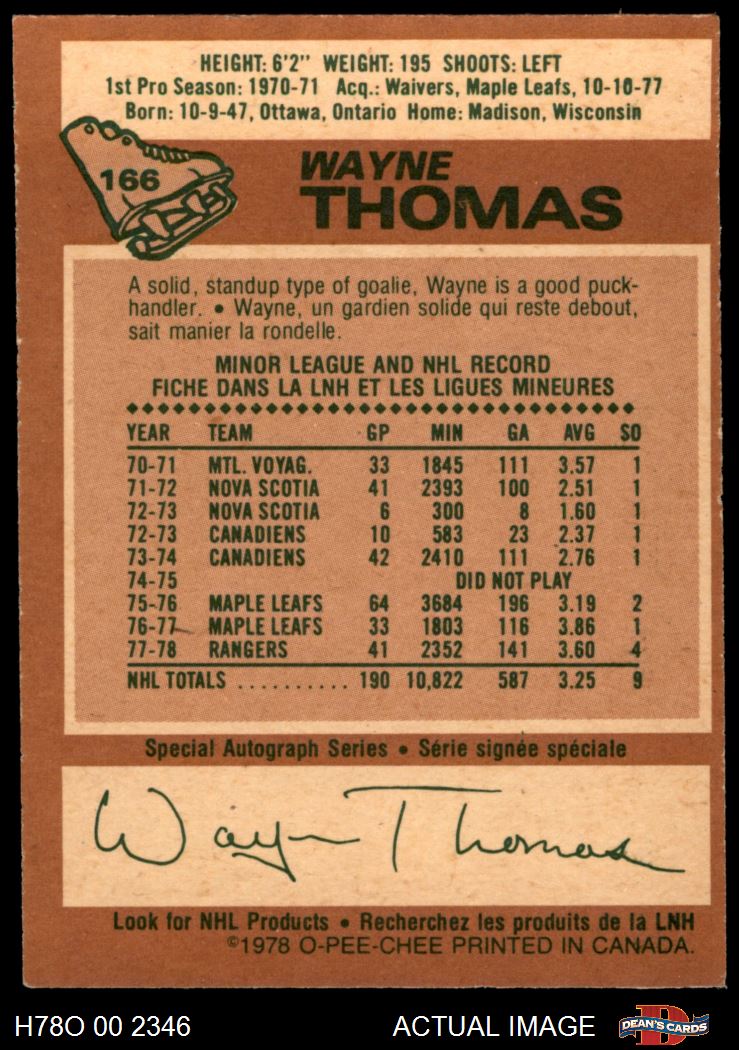 HEIGHT: 6'2" WEIGHT: 195 SHOOTS: LEFT
1st Pro Season: 1970-71 Acq.: Waivers, Maple Leafs, 10-10-77
Born: 10-9-47, Ottawa, Ontario Home: Madison, Wisconsin
166
WAYNE
THOMAS
A solid, standup type of goalie, Wayne is a good puck-
handler. • Wayne, un gardien solide qui reste debout,
sait manier la rondelle.
MINOR LEAGUE AND NHL RECORD
FICHE DANS LA LNH ET LES LIGUES MINEURES
YEAR TEAM GP MIN GA AVG SO
70-71 MTL. VOYAG. 33 1845 111 3.57 1
71-72 NOVA SCOTIA 41 2393 100 2.51 1
72-73 NOVA SCOTIA 6 300 8 1.60 1
72-73 CANADIENS 10 583 23 2.37 1
73-74 CANADIENS 42 2410 111 2.76 1
74-75 DID NOT PLAY
75-76 MAPLE LEAFS 64 3684 196 3.19 2
76-77 MAPLE LEAFS 33 1803 116 3.86 1
77-78 RANGERS 41 2352 141 3.60 4
NHL TOTALS .......... 190 10,822 587 3.25 9
Special Autograph Series • Série signée spéciale
Wayne Thomas
Look for NHL Products • Recherchez les produits de la LNH
©1978 O-PEE-CHEE PRINTED IN CANADA.
H78O 00 2346 ACTUAL IMAGE D DEAN'S CARDS